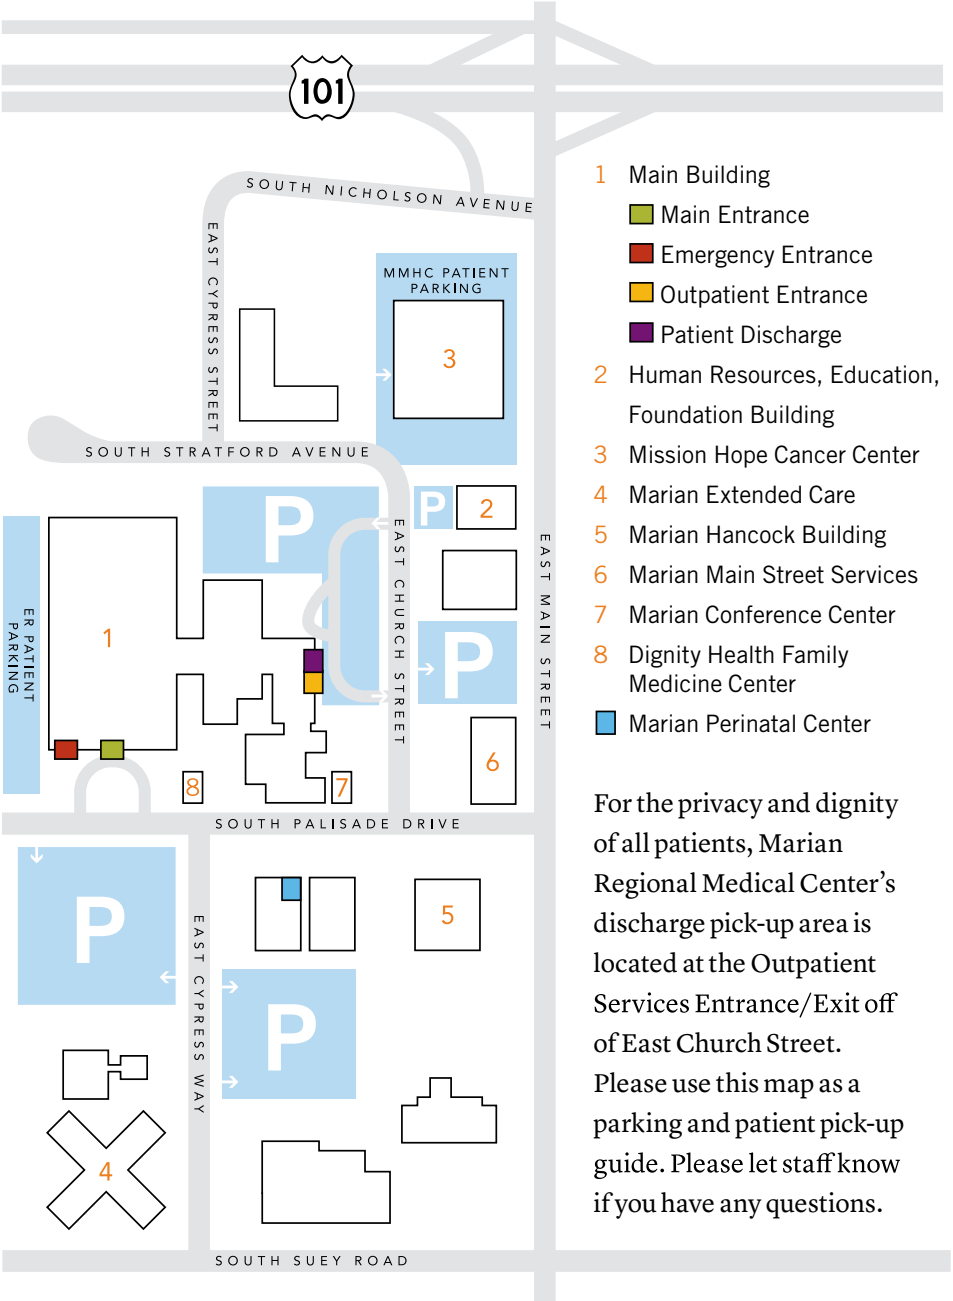 101
SOUTH NICHOLSON AVENUE
EAST CYPRESS STREET
MMHC PATIENT
PARKING
3
SOUTH STRATFORD AVENUE
P
P
2
EAST CHURCH STREET
EAST MAIN STREET
ER PATIENT
PARKING
1
P
6
8
7
SOUTH PALISADE DRIVE
P
5
EAST CYPRESS WAY
P
4
SOUTH SUEY ROAD
1 Main Building
Main Entrance
Emergency Entrance
Outpatient Entrance
Patient Discharge
2 Human Resources, Education,
Foundation Building
3 Mission Hope Cancer Center
4 Marian Extended Care
5 Marian Hancock Building
6 Marian Main Street Services
7 Marian Conference Center
8 Dignity Health Family
Medicine Center
Marian Perinatal Center
For the privacy and dignity
of all patients, Marian
Regional Medical Center’s
discharge pick-up area is
located at the Outpatient
Services Entrance/Exit off
of East Church Street.
Please use this map as a
parking and patient pick-up
guide. Please let staff know
if you have any questions.